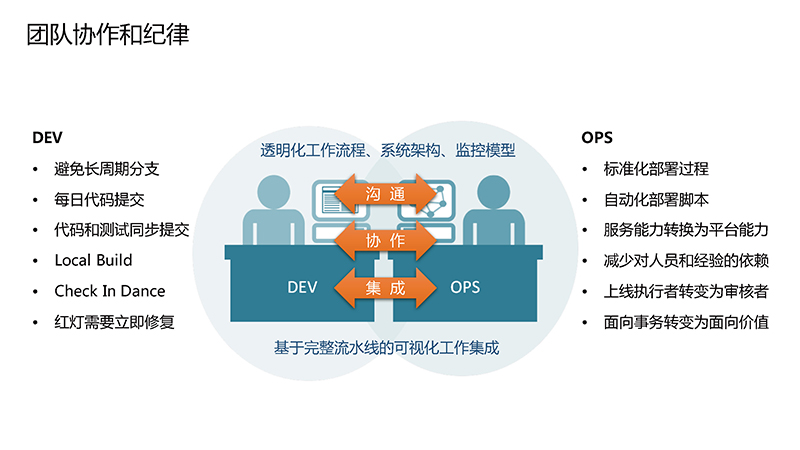 团队协作和纪律
DEV
• 避免长周期分支
• 每日代码提交
• 代码和测试同步提交
• Local Build
• Check In Dance
• 红灯需要立即修复
透明化工作流程、系统架构、监控模型
沟 通
协 作
集 成
DEV
OPS
基于完整流水线的可视化工作集成
OPS
• 标准化部署过程
• 自动化部署脚本
• 服务能力转换为平台能力
• 减少对人员和经验的依赖
• 上线执行者转变为审核者
• 面向事务转变为面向价值